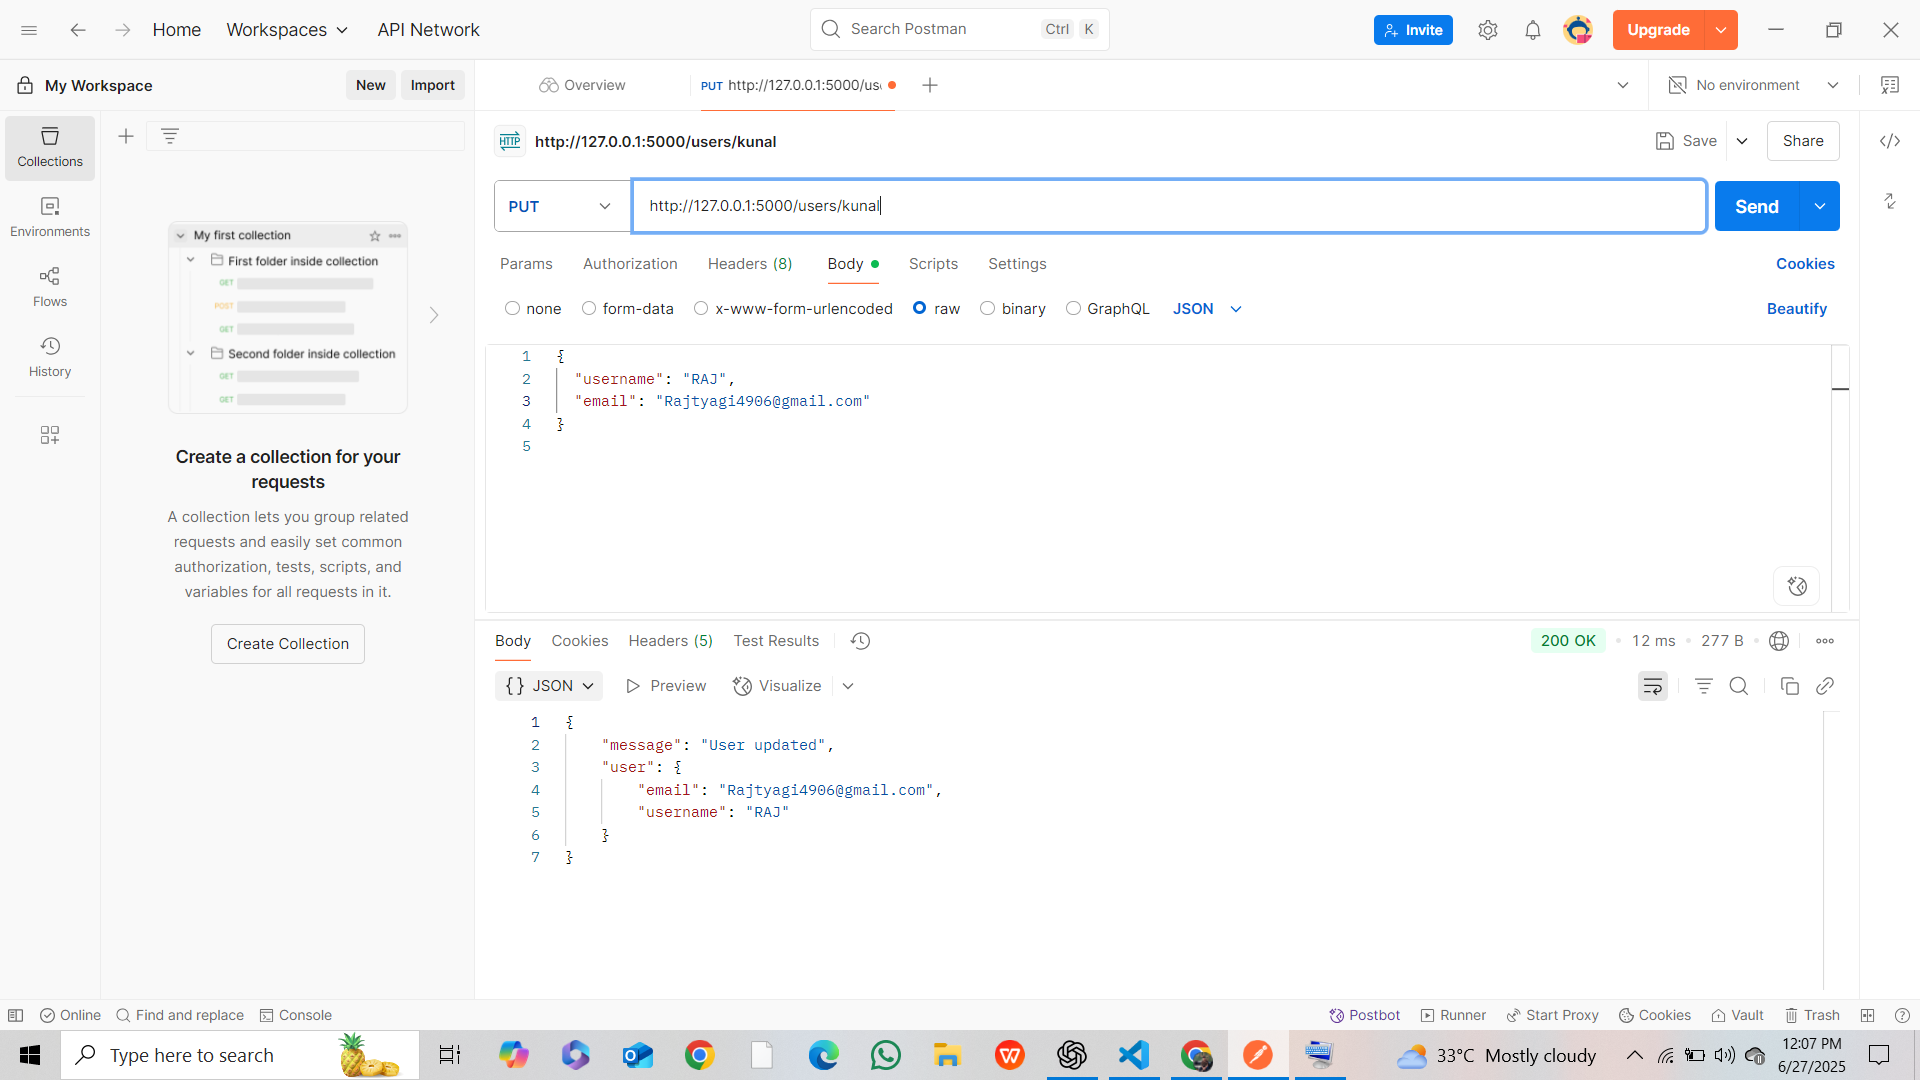 Home Workspaces API Network Search Postman Ctrl K Invite Upgrade
My Workspace New Import Overview PUT http://127.0.0.1:5000/us No environment
Collections
Environments
Flows
History
My first collection
First folder inside collection
GET
POST
GET
Second folder inside collection
GET
GET
Create a collection for your
requests
A collection lets you group related
requests and easily set common
authorization, tests, scripts, and
variables for all requests in it.
Create Collection
HTTP http://127.0.0.1:5000/users/kunal Save Share
PUT http://127.0.0.1:5000/users/kunal Send
Params Authorization Headers (8) Body Scripts Settings Cookies
none form-data x-www-form-urlencoded raw binary GraphQL JSON Beautify
1 {
2 "username": "RAJ",
3 "email": "Rajtyagi4906@gmail.com"
4 }
5
Body Cookies Headers (5) Test Results 200 OK 12 ms 277 B
{} JSON Preview Visualize
1 {
2 "message": "User updated",
3 "user": {
4 "email": "Rajtyagi4906@gmail.com",
5 "username": "RAJ"
6 }
7 }
Online Find and replace Console Postbot Runner Start Proxy Cookies Vault Trash
Type here to search 33°C Mostly cloudy 12:07 PM
6/27/2025